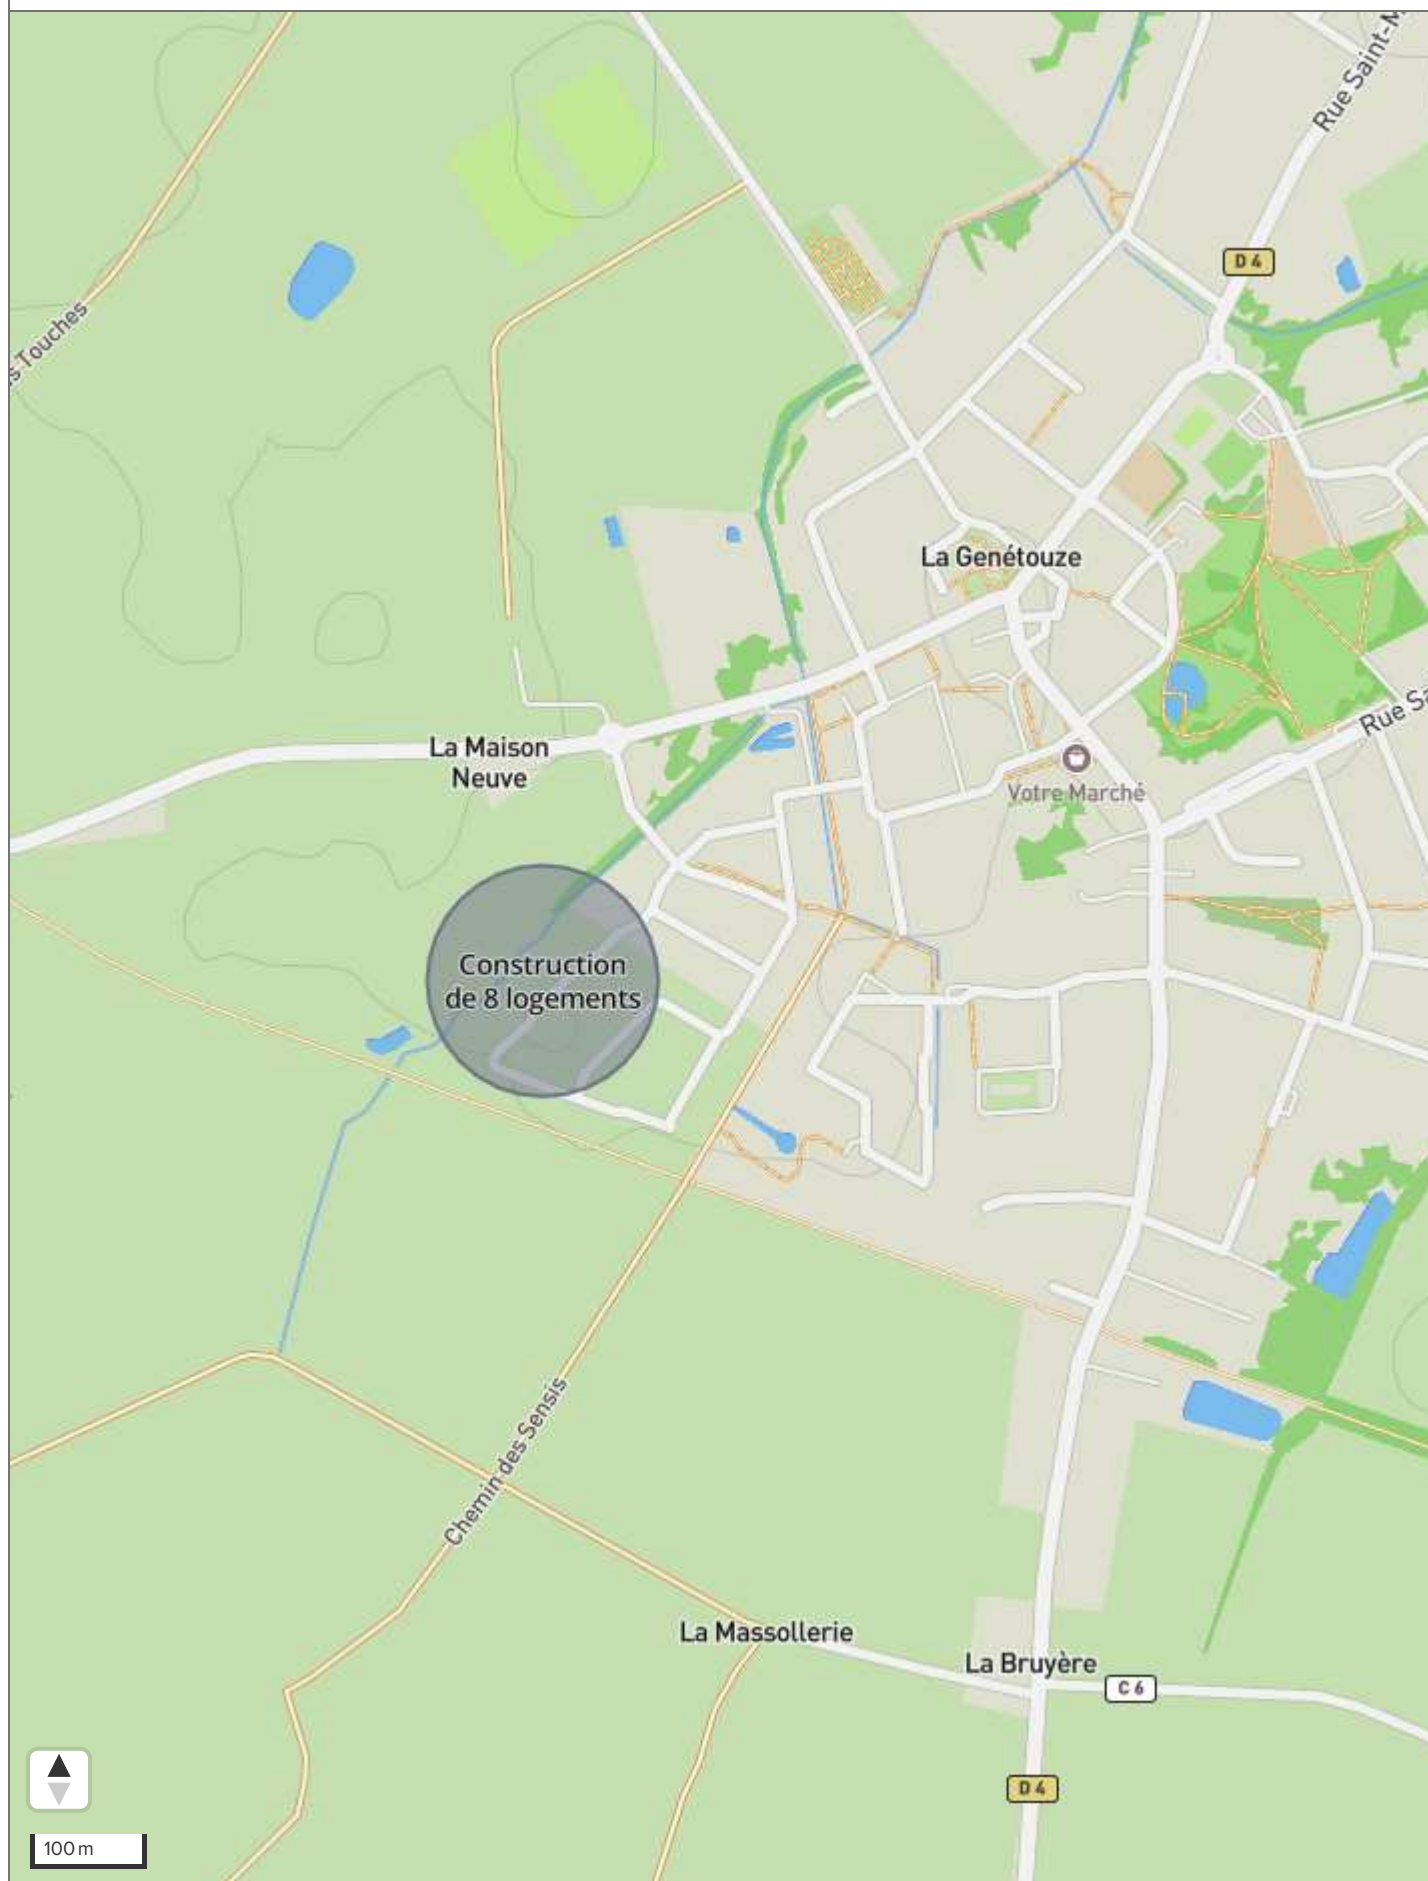 Rue Saint-M
D 4
s Touches
La Genétouze
Rue Sa
La Maison
Neuve
Votre Marché
Construction
de 8 logements
Chemin des Sensis
La Massollerie
La Bruyère
C 6
D 4
100 m